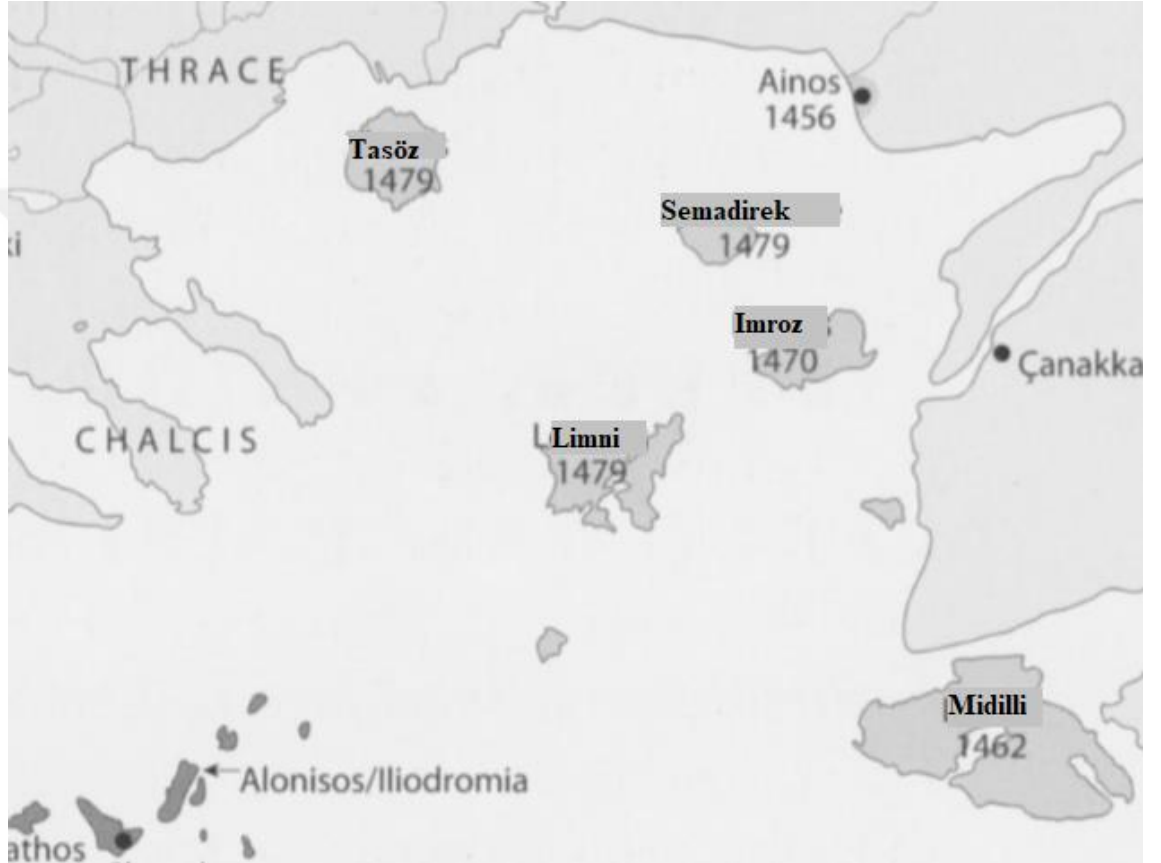 THRACE
Ainos
1456
Tasöz
1479
Semadirek
1479
Imroz
1470
Çanakka
CHALCIS
Limni
1479
Midilli
1462
Alonisos/Iliodromia
athos